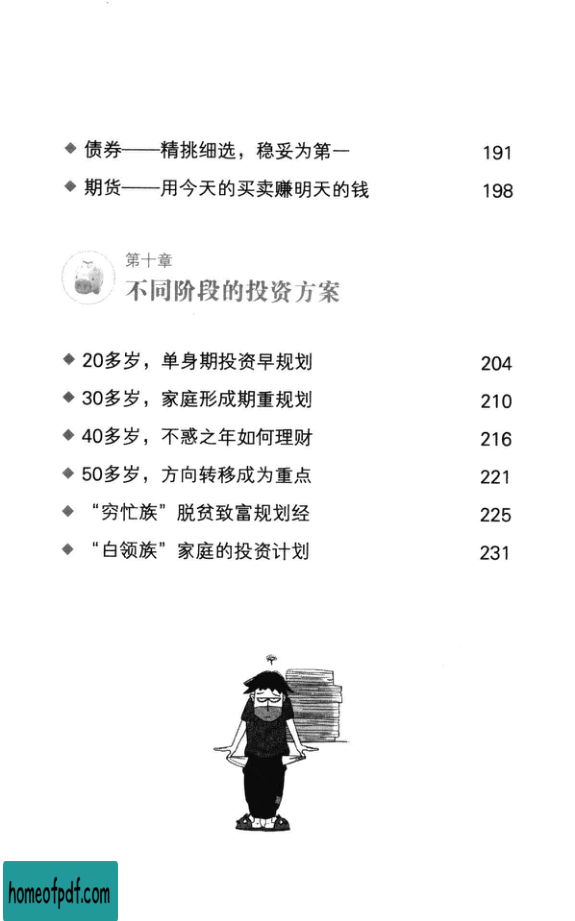 ◆ 债券——精挑细选，稳妥为第一 191
◆ 期货——用今天的买卖赚明天的钱 198
第十章
不同阶段的投资方案
◆ 20多岁，单身期投资早规划 204
◆ 30多岁，家庭形成期重规划 210
◆ 40多岁，不惑之年如何理财 216
◆ 50多岁，方向转移成为重点 221
◆ “穷忙族”脱贫致富规划经 225
◆ “白领族”家庭的投资计划 231
homeofpdf.com